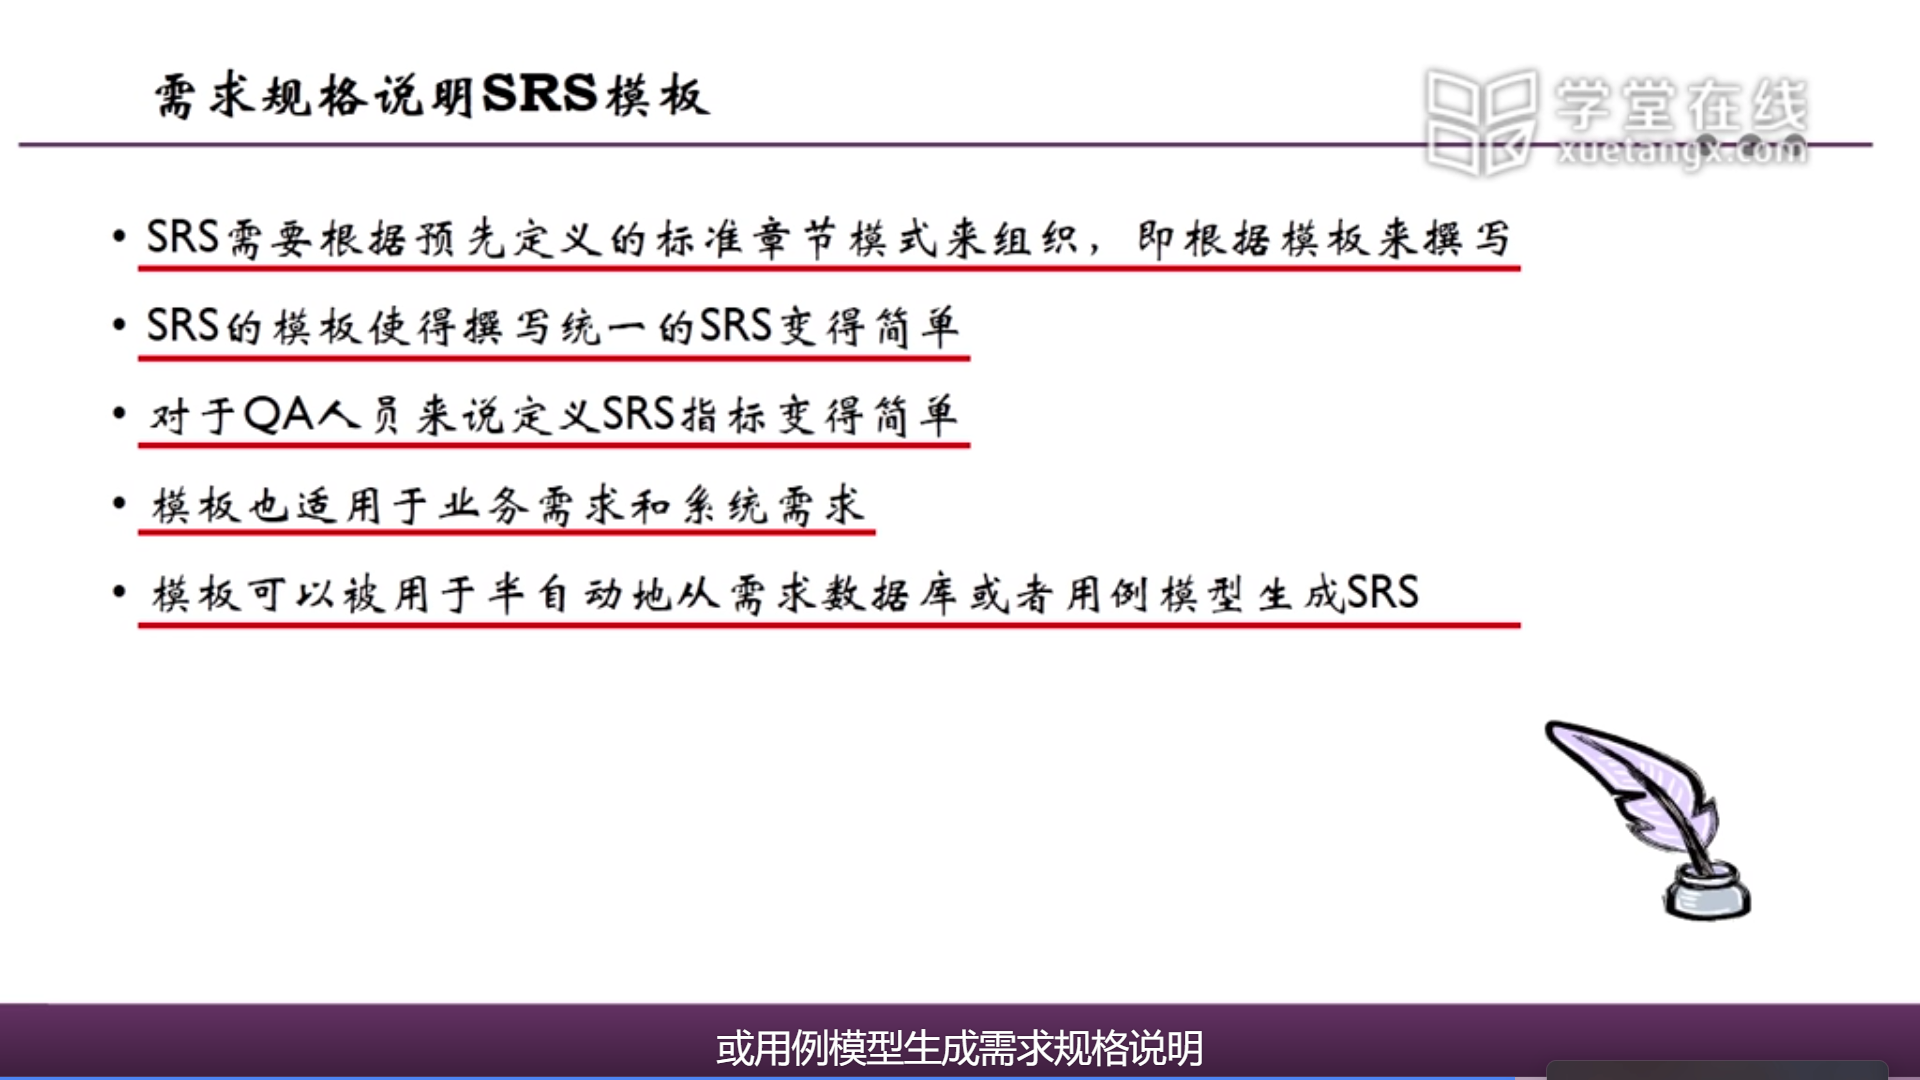 需求规格说明SRS模板
学堂在线
xuetangx.com
• SRS需要根据预先定义的标准章节模式来组织，即根据模板来撰写
• SRS的模板使得撰写统一的SRS变得简单
• 对于QA人员来说定义SRS指标变得简单
• 模板也适用于业务需求和系统需求
• 模板可以被用于半自动地从需求数据库或者用例模型生成SRS
或用例模型生成需求规格说明